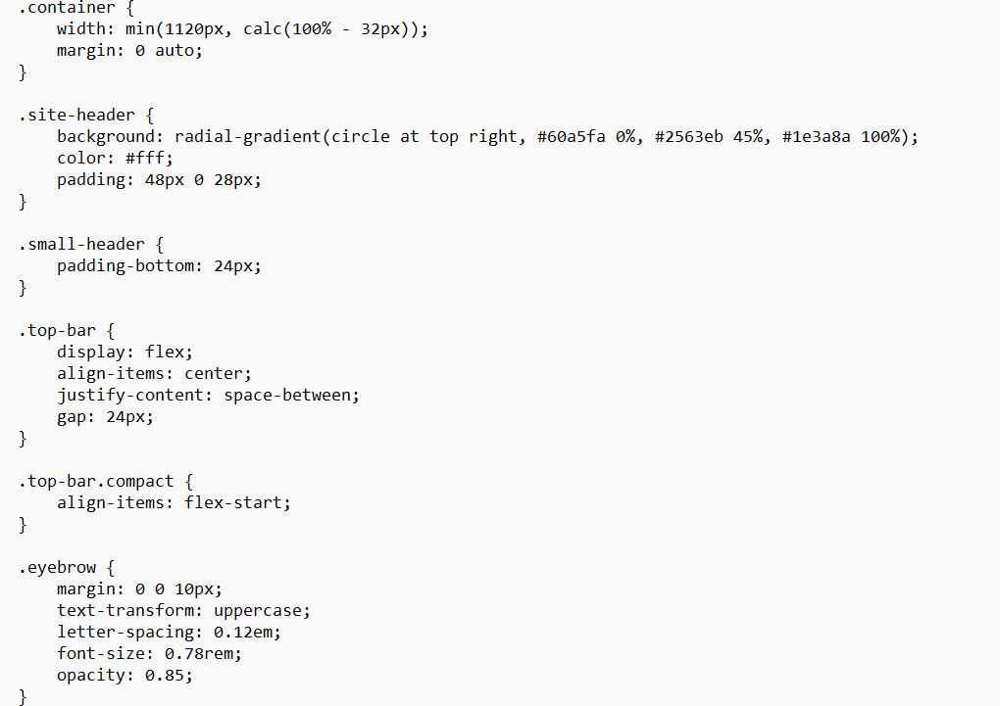 .container {
    width: min(1120px, calc(100% - 32px));
    margin: 0 auto;
}

.site-header {
    background: radial-gradient(circle at top right, #60a5fa 0%, #2563eb 45%, #1e3a8a 100%);
    color: #fff;
    padding: 48px 0 28px;
}

.small-header {
    padding-bottom: 24px;
}

.top-bar {
    display: flex;
    align-items: center;
    justify-content: space-between;
    gap: 24px;
}

.top-bar.compact {
    align-items: flex-start;
}

.eyebrow {
    margin: 0 0 10px;
    text-transform: uppercase;
    letter-spacing: 0.12em;
    font-size: 0.78rem;
    opacity: 0.85;
}